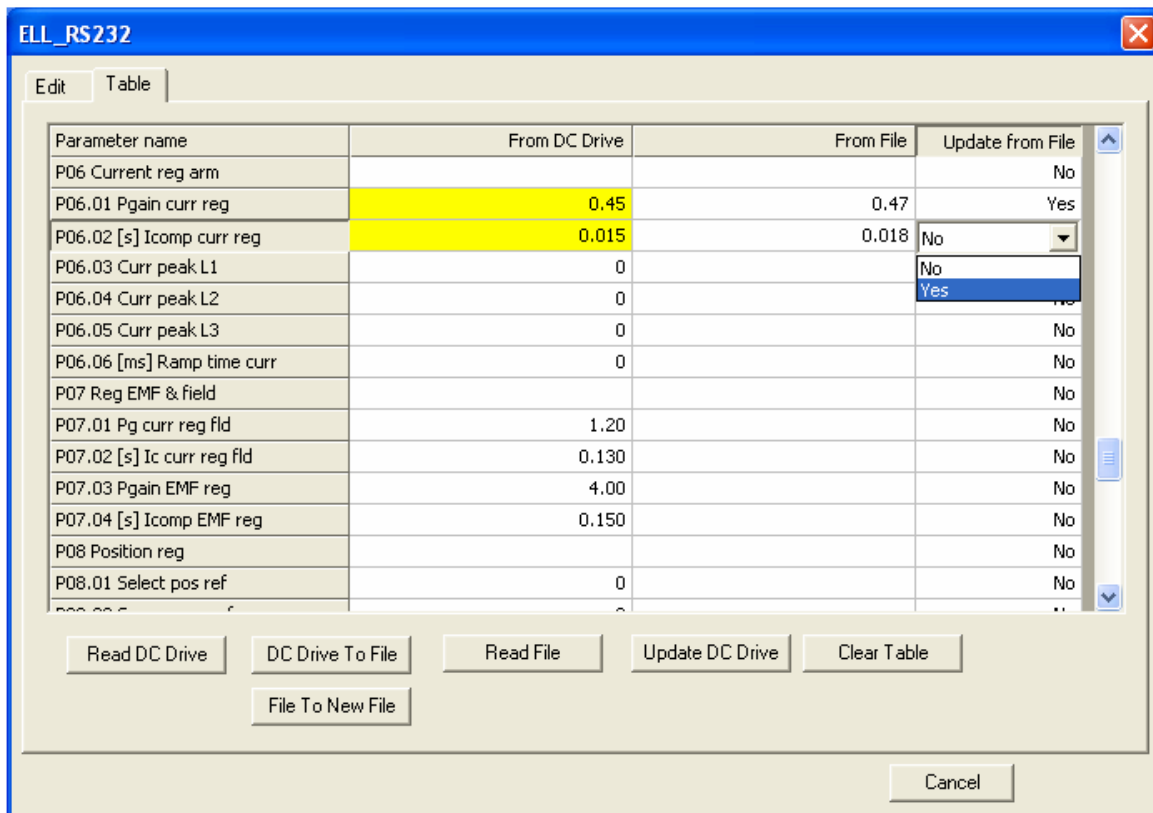 ELL_RS232
Edit Table
Parameter name From DC Drive From File Update from File
P06 Current reg arm No
P06.01 Pgain curr reg 0.45 0.47 Yes
P06.02 [s] Icomp curr reg 0.015 0.018 No
P06.03 Curr peak L1 0 No
P06.04 Curr peak L2 0 Yes
P06.05 Curr peak L3 0 No
P06.06 [ms] Ramp time curr 0 No
P07 Reg EMF & field No
P07.01 Pg curr reg fld 1.20 No
P07.02 [s] Ic curr reg fld 0.130 No
P07.03 Pgain EMF reg 4.00 No
P07.04 [s] Icomp EMF reg 0.150 No
P08 Position reg No
P08.01 Select pos ref 0 No
Read DC Drive DC Drive To File Read File Update DC Drive Clear Table
File To New File
Cancel